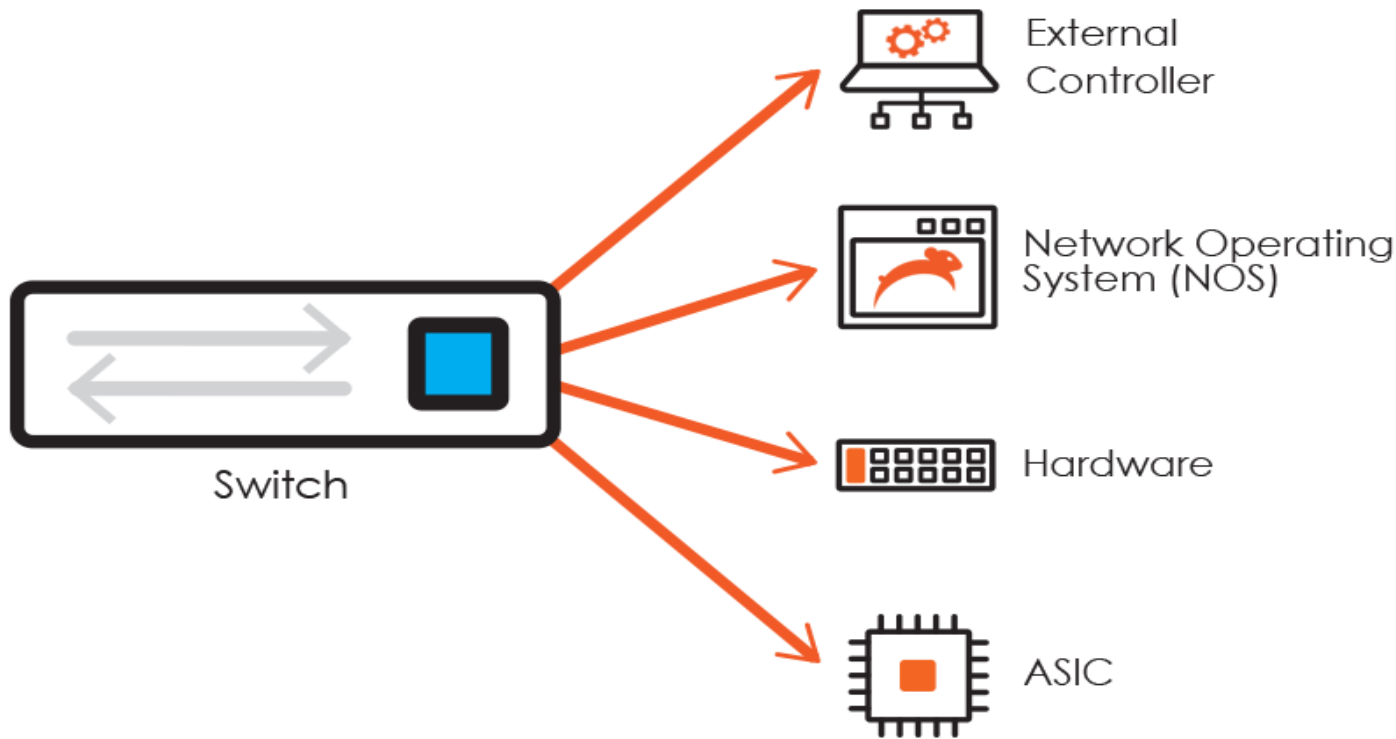 External
Controller
Network Operating
System (NOS)
Switch
Hardware
ASIC